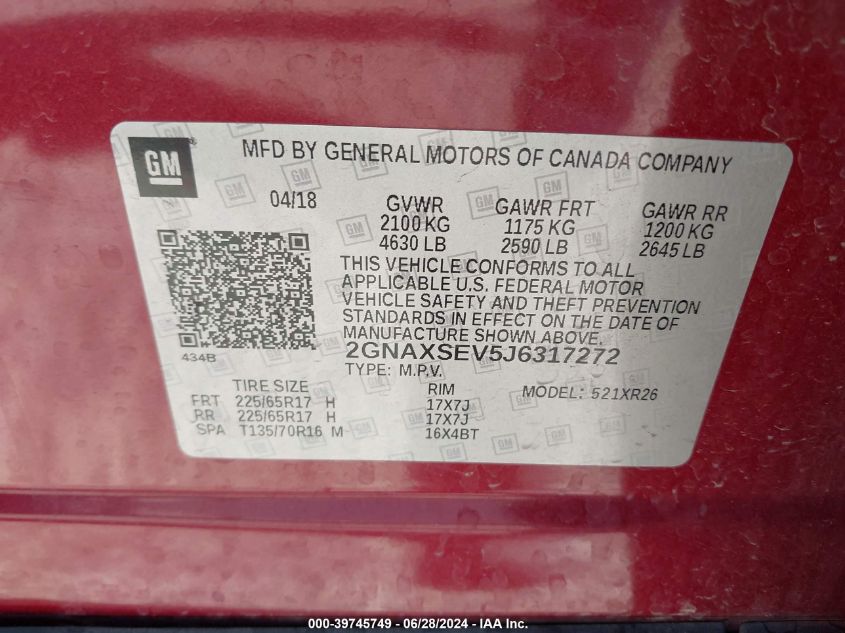 GM
MFD BY GENERAL MOTORS OF CANADA COMPANY
04/18 GVWR GAWR FRT GAWR RR
2100 KG 1175 KG 1200 KG
4630 LB 2590 LB 2645 LB
THIS VEHICLE CONFORMS TO ALL
APPLICABLE U.S. FEDERAL MOTOR
VEHICLE SAFETY AND THEFT PREVENTION
STANDARDS IN EFFECT ON THE DATE OF
MANUFACTURE SHOWN ABOVE.
434B 2GNAXSEV5J6317272
TYPE: M.P.V.
TIRE SIZE RIM MODEL: 521XR26
FRT 225/65R17 H 17X7J
RR 225/65R17 H 17X7J
SPA T135/70R16 M 16X4BT
000-39745749 - 06/28/2024 - IAA Inc.